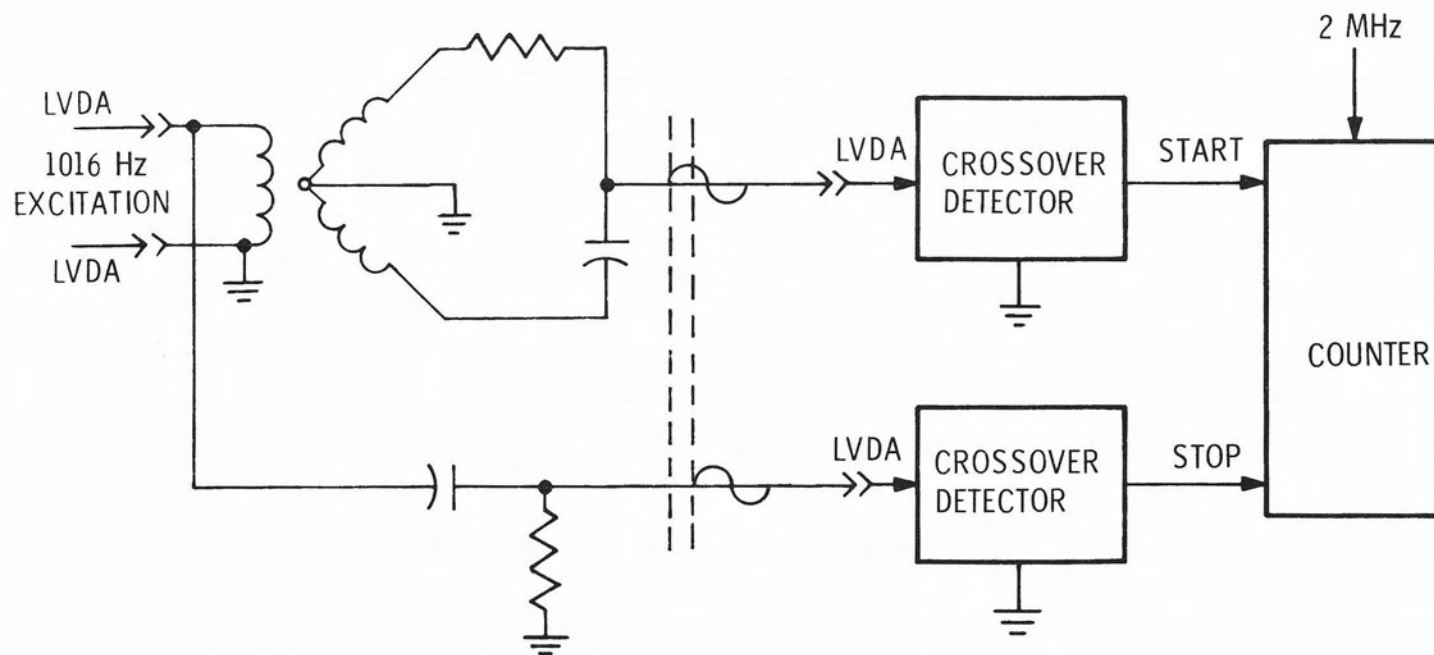 2 MHz
LVDA
1016 Hz
EXCITATION
LVDA
LVDA
CROSSOVER
DETECTOR
START
COUNTER
LVDA
CROSSOVER
DETECTOR
STOP